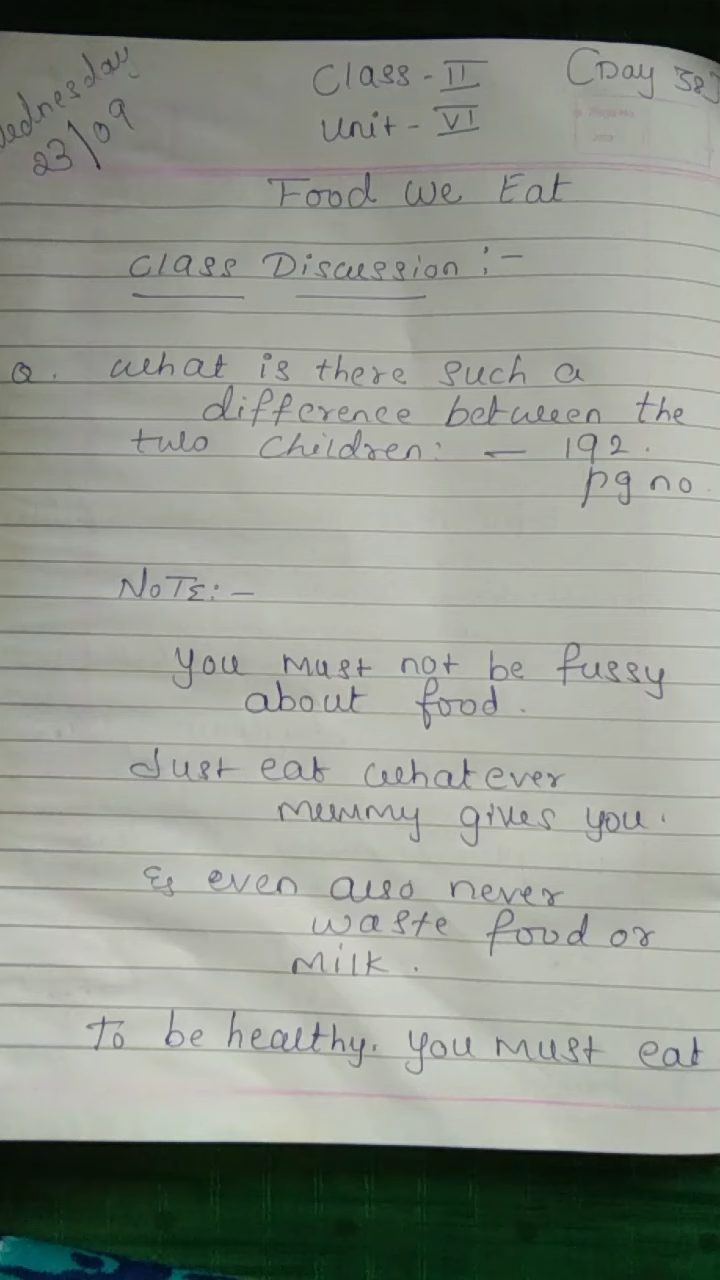 Wednesday
23/09
Class - II
(Day 38)
Unit - VI
Food We Eat
Class Discussion :-
Q. What is there such a
difference between the
two Children: - 192.
pg no.
NOTE: -
You must not be fussy
about food.
Just eat whatever
mummy gives you.
& even also never
waste food or
Milk.
To be healthy. You must eat